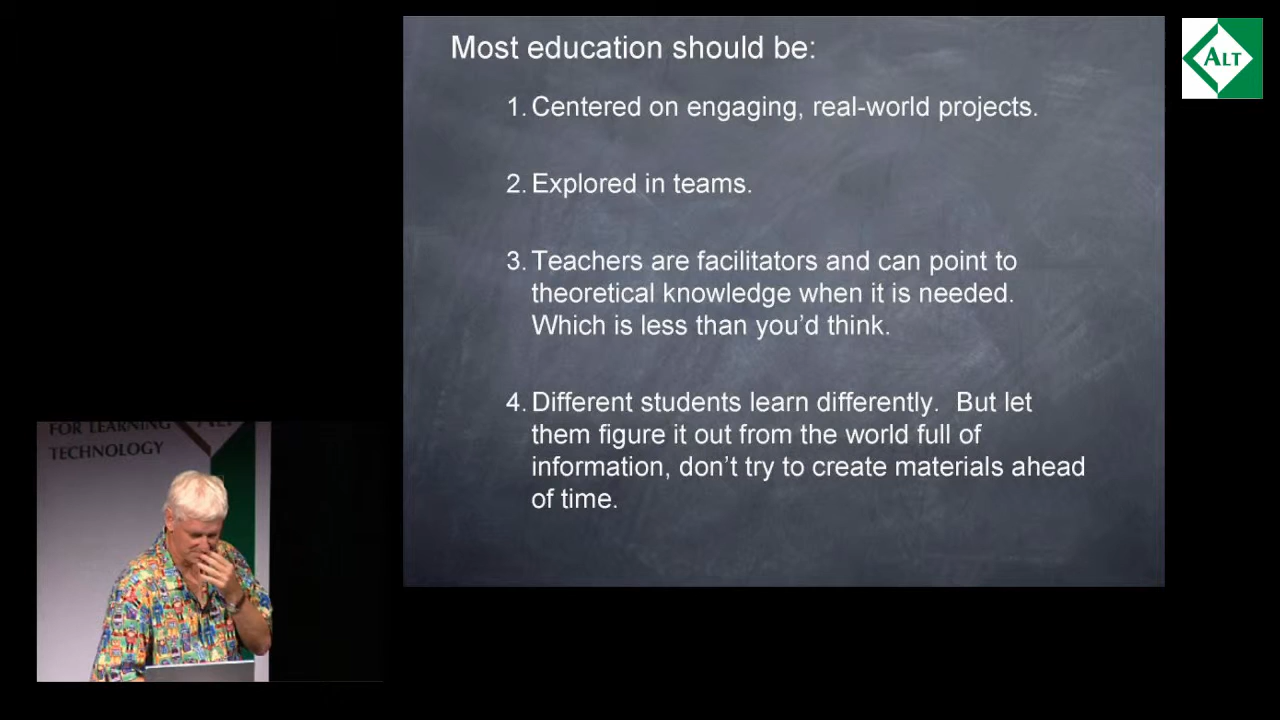 Most education should be:
1. Centered on engaging, real-world projects.
2. Explored in teams.
3. Teachers are facilitators and can point to
theoretical knowledge when it is needed.
Which is less than you'd think.
4. Different students learn differently.  But let
them figure it out from the world full of
information, don't try to create materials ahead
of time.
ALT
FOR LEARNING
TECHNOLOGY
ALT